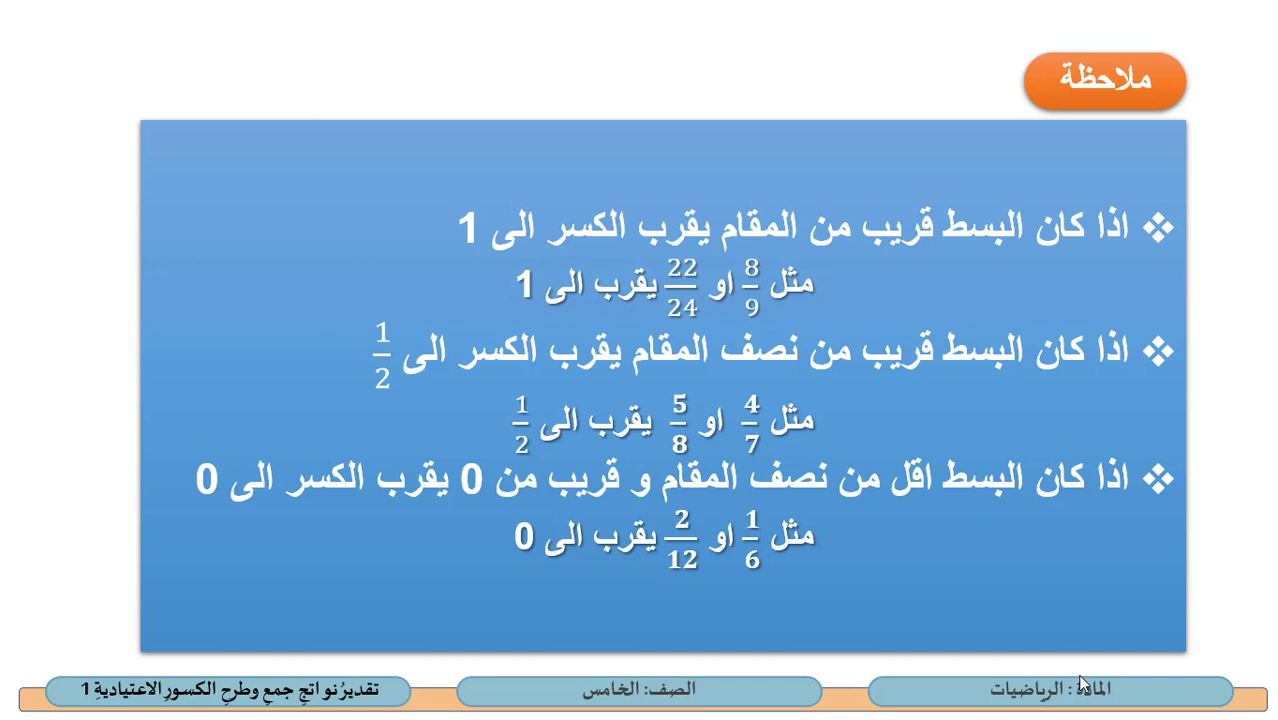 ملاحظة
❖ اذا كان البسط قريب من المقام يقرب الكسر الى 1
مثل 8/9 او 22/24 يقرب الى 1
❖ اذا كان البسط قريب من نصف المقام يقرب الكسر الى 1/2
مثل 4/7 او 5/8 يقرب الى 1/2
❖ اذا كان البسط اقل من نصف المقام و قريب من 0 يقرب الكسر الى 0
مثل 1/6 او 2/12 يقرب الى 0
المادة : الرياضيات
الصف: الخامس
تقديرُ نواتجِ جمعِ وطرحِ الكسورِ الاعتياديةِ 1